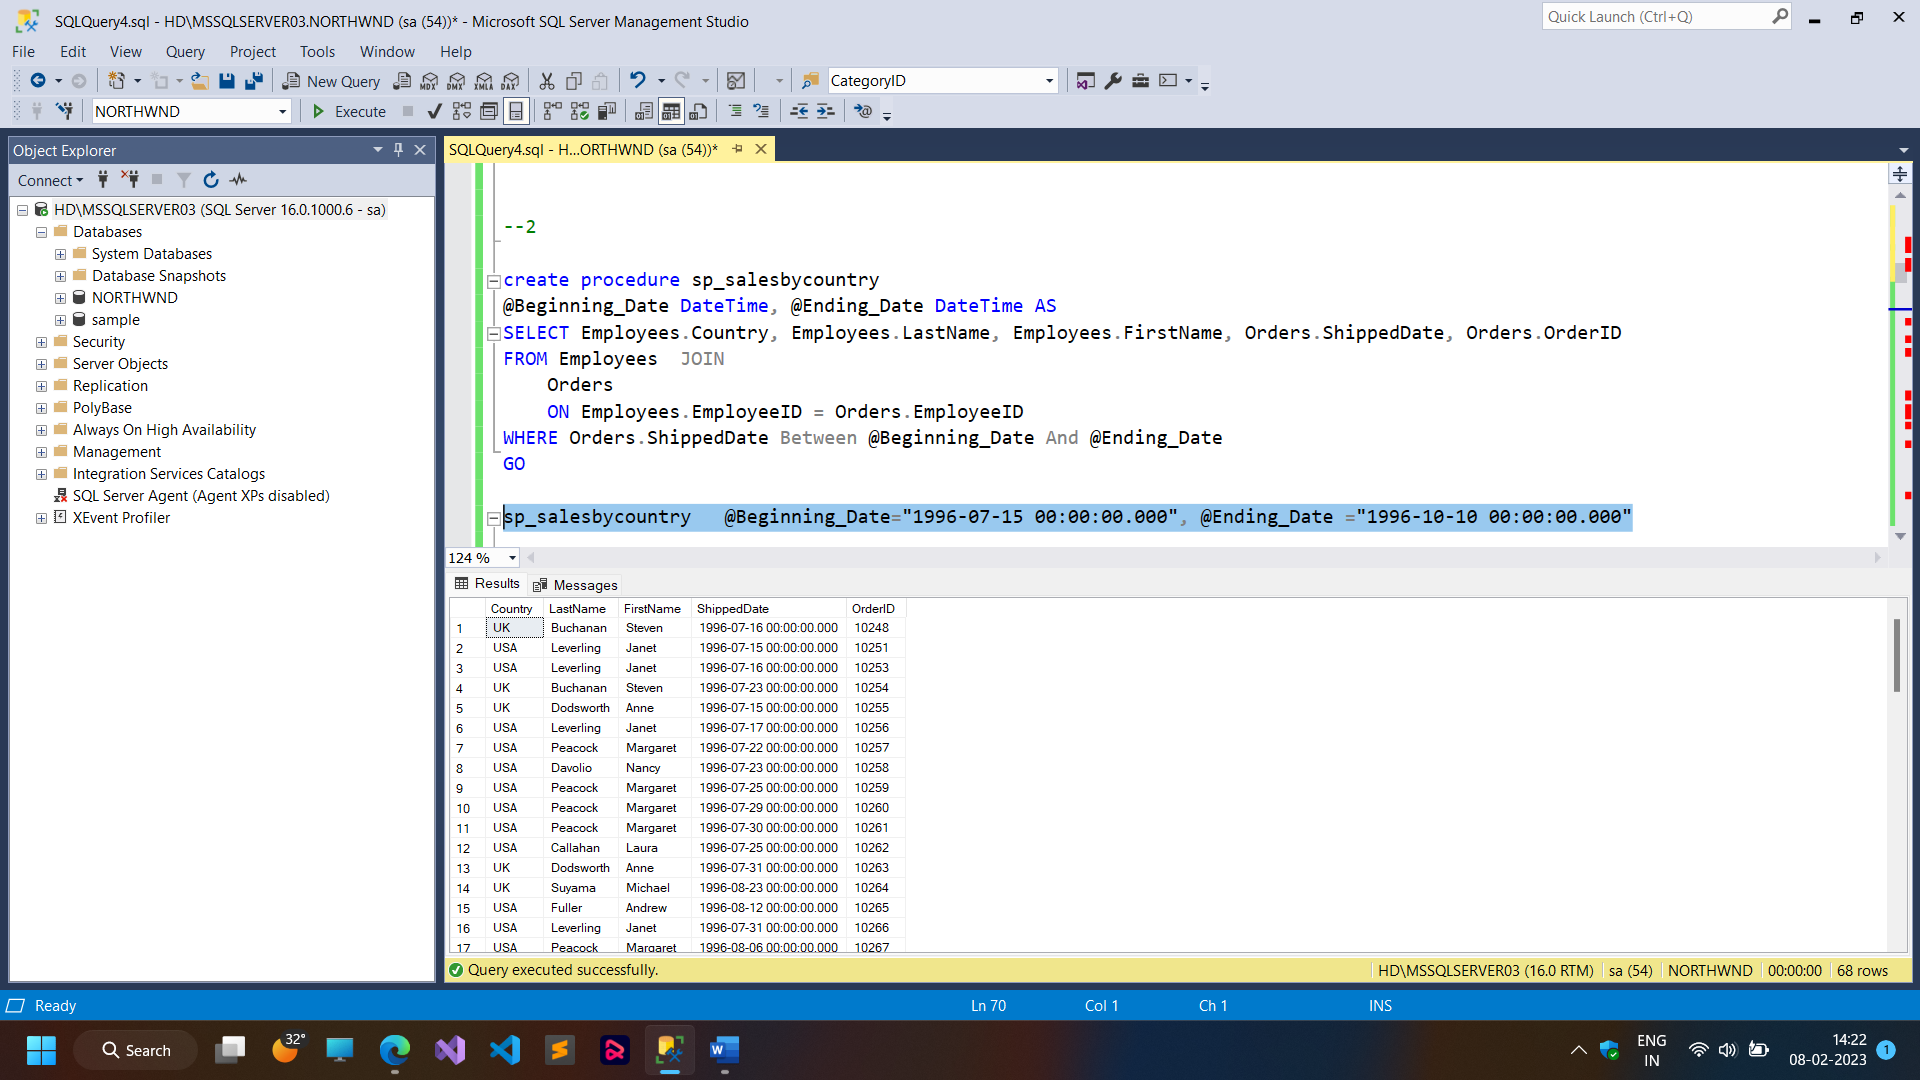 SQLQuery4.sql - HD\MSSQLSERVER03.NORTHWND (sa (54))* - Microsoft SQL Server Management Studio
Quick Launch (Ctrl+Q)
File Edit View Query Project Tools Window Help
New Query MDX DMX XMLA DAX CategoryID
NORTHWND Execute
Object Explorer
Connect
HD\MSSQLSERVER03 (SQL Server 16.0.1000.6 - sa)
Databases
System Databases
Database Snapshots
NORTHWND
sample
Security
Server Objects
Replication
PolyBase
Always On High Availability
Management
Integration Services Catalogs
SQL Server Agent (Agent XPs disabled)
XEvent Profiler
SQLQuery4.sql - H...ORTHWND (sa (54))*
--2
create procedure sp_salesbycountry
@Beginning_Date DateTime, @Ending_Date DateTime AS
SELECT Employees.Country, Employees.LastName, Employees.FirstName, Orders.ShippedDate, Orders.OrderID
FROM Employees JOIN
Orders
ON Employees.EmployeeID = Orders.EmployeeID
WHERE Orders.ShippedDate Between @Beginning_Date And @Ending_Date
GO
sp_salesbycountry @Beginning_Date="1996-07-15 00:00:00.000", @Ending_Date ="1996-10-10 00:00:00.000"
124 %
Results Messages
Country LastName FirstName ShippedDate OrderID
1 UK Buchanan Steven 1996-07-16 00:00:00.000 10248
2 USA Leverling Janet 1996-07-15 00:00:00.000 10251
3 USA Leverling Janet 1996-07-16 00:00:00.000 10253
4 UK Buchanan Steven 1996-07-23 00:00:00.000 10254
5 UK Dodsworth Anne 1996-07-15 00:00:00.000 10255
6 USA Leverling Janet 1996-07-17 00:00:00.000 10256
7 USA Peacock Margaret 1996-07-22 00:00:00.000 10257
8 USA Davolio Nancy 1996-07-23 00:00:00.000 10258
9 USA Peacock Margaret 1996-07-25 00:00:00.000 10259
10 USA Peacock Margaret 1996-07-29 00:00:00.000 10260
11 USA Peacock Margaret 1996-07-30 00:00:00.000 10261
12 USA Callahan Laura 1996-07-25 00:00:00.000 10262
13 UK Dodsworth Anne 1996-07-31 00:00:00.000 10263
14 UK Suyama Michael 1996-08-23 00:00:00.000 10264
15 USA Fuller Andrew 1996-08-12 00:00:00.000 10265
16 USA Leverling Janet 1996-07-31 00:00:00.000 10266
17 USA Peacock Margaret 1996-08-06 00:00:00.000 10267
Query executed successfully. HD\MSSQLSERVER03 (16.0 RTM) sa (54) NORTHWND 00:00:00 68 rows
Ready Ln 70 Col 1 Ch 1 INS
Search 32° ENG IN 14:22 08-02-2023 1